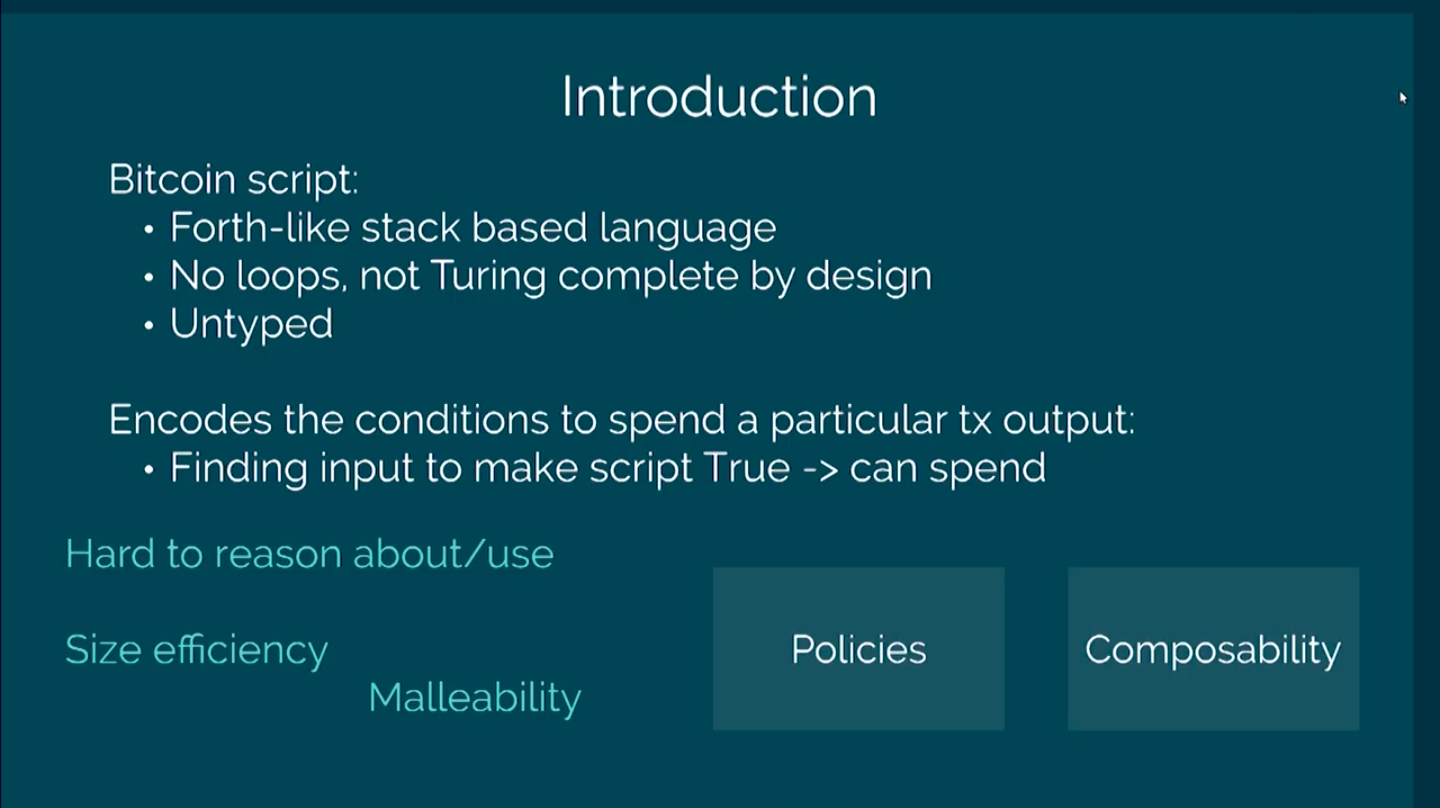 Introduction
Bitcoin script:
• Forth-like stack based language
• No loops, not Turing complete by design
• Untyped
Encodes the conditions to spend a particular tx output:
• Finding input to make script True -> can spend
Hard to reason about/use
Size efficiency
Malleability
Policies
Composability